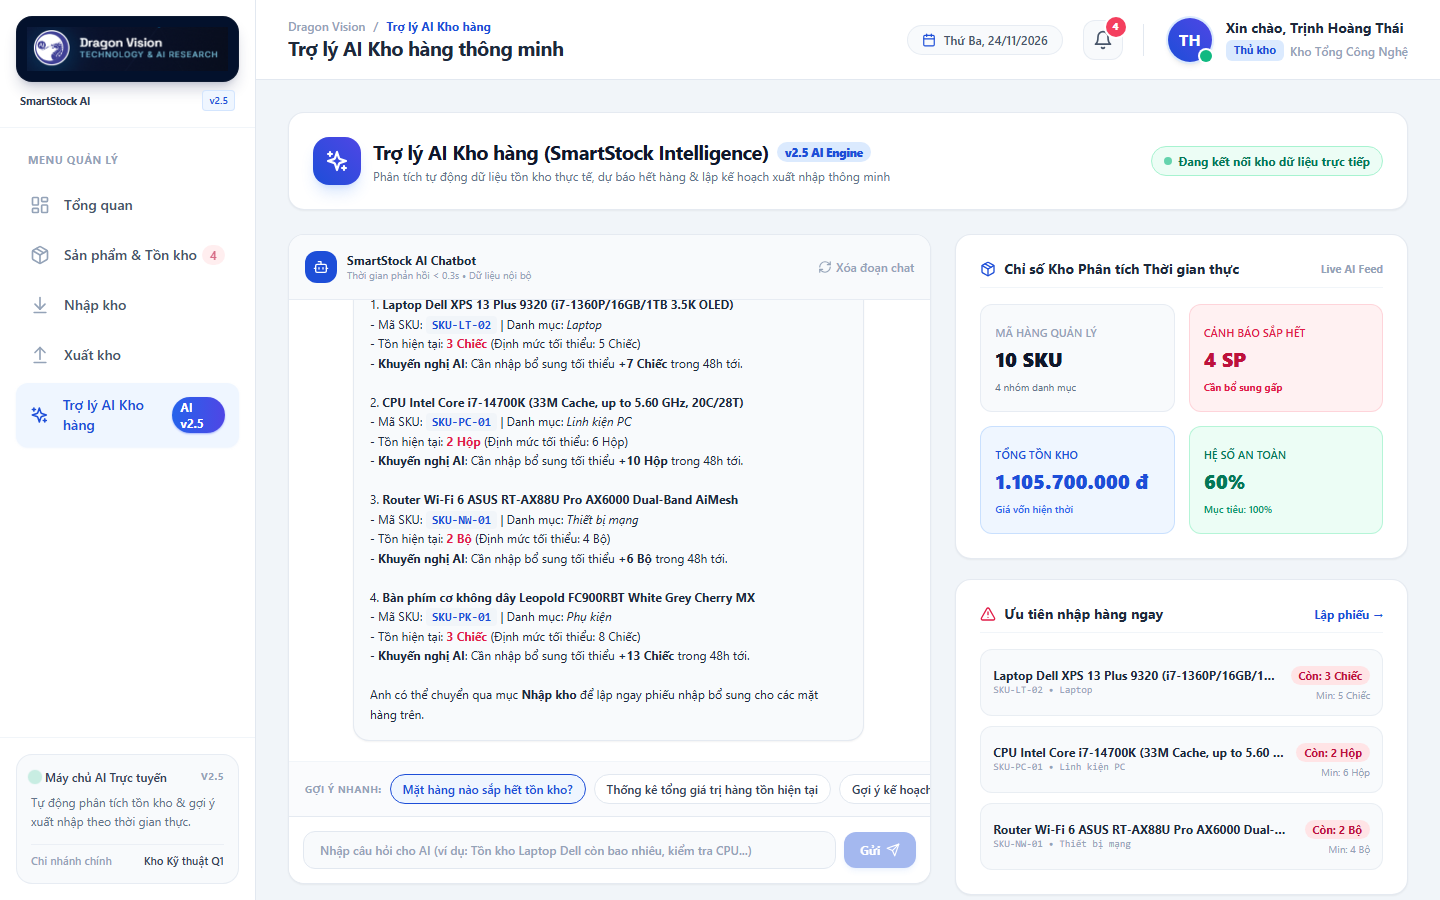 Dragon Vision
TECHNOLOGY & AI RESEARCH
SmartStock AI
v2.5
MENU QUẢN LÝ
Tổng quan
Sản phẩm & Tồn kho
4
Nhập kho
Xuất kho
Trợ lý AI Kho hàng
AI v2.5
Máy chủ AI Trực tuyến
V2.5
Tự động phân tích tồn kho & gợi ý xuất nhập theo thời gian thực.
Chi nhánh chính
Kho Kỹ thuật Q1
Dragon Vision / Trợ lý AI Kho hàng
Trợ lý AI Kho hàng thông minh
Thứ Ba, 24/11/2026
4
TH
Xin chào, Trịnh Hoàng Thái
Thủ kho
Kho Tổng Công Nghệ
Trợ lý AI Kho hàng (SmartStock Intelligence)
v2.5 AI Engine
Phân tích tự động dữ liệu tồn kho thực tế, dự báo hết hàng & lập kế hoạch xuất nhập thông minh
Đang kết nối kho dữ liệu trực tiếp
SmartStock AI Chatbot
Thời gian phản hồi < 0.3s • Dữ liệu nội bộ
Xóa đoạn chat
1. Laptop Dell XPS 13 Plus 9320 (i7-1360P/16GB/1TB 3.5K OLED)
- Mã SKU: SKU-LT-02 | Danh mục: Laptop
- Tồn hiện tại: 3 Chiếc (Định mức tối thiểu: 5 Chiếc)
- Khuyến nghị AI: Cần nhập bổ sung tối thiểu +7 Chiếc trong 48h tới.
2. CPU Intel Core i7-14700K (33M Cache, up to 5.60 GHz, 20C/28T)
- Mã SKU: SKU-PC-01 | Danh mục: Linh kiện PC
- Tồn hiện tại: 2 Hộp (Định mức tối thiểu: 6 Hộp)
- Khuyến nghị AI: Cần nhập bổ sung tối thiểu +10 Hộp trong 48h tới.
3. Router Wi-Fi 6 ASUS RT-AX88U Pro AX6000 Dual-Band AiMesh
- Mã SKU: SKU-NW-01 | Danh mục: Thiết bị mạng
- Tồn hiện tại: 2 Bộ (Định mức tối thiểu: 4 Bộ)
- Khuyến nghị AI: Cần nhập bổ sung tối thiểu +6 Bộ trong 48h tới.
4. Bàn phím cơ không dây Leopold FC900RBT White Grey Cherry MX
- Mã SKU: SKU-PK-01 | Danh mục: Phụ kiện
- Tồn hiện tại: 3 Chiếc (Định mức tối thiểu: 8 Chiếc)
- Khuyến nghị AI: Cần nhập bổ sung tối thiểu +13 Chiếc trong 48h tới.
Anh có thể chuyển qua mục Nhập kho để lập ngay phiếu nhập bổ sung cho các mặt
hàng trên.
GỢI Ý NHANH:
Mặt hàng nào sắp hết tồn kho?
Thống kê tổng giá trị hàng tồn hiện tại
Gợi ý kế hoạch
Nhập câu hỏi cho AI (ví dụ: Tồn kho Laptop Dell còn bao nhiêu, kiểm tra CPU...)
Gửi
Chỉ số Kho Phân tích Thời gian thực
Live AI Feed
MÃ HÀNG QUẢN LÝ
10 SKU
4 nhóm danh mục
CẢNH BÁO SẮP HẾT
4 SP
Cần bổ sung gấp
TỔNG TỒN KHO
1.105.700.000 đ
Giá vốn hiện thời
HỆ SỐ AN TOÀN
60%
Mục tiêu: 100%
Ưu tiên nhập hàng ngay
Lập phiếu →
Laptop Dell XPS 13 Plus 9320 (i7-1360P/16GB/1...
Còn: 3 Chiếc
SKU-LT-02 • Laptop
Min: 5 Chiếc
CPU Intel Core i7-14700K (33M Cache, up to 5.60 ...
Còn: 2 Hộp
SKU-PC-01 • Linh kiện PC
Min: 6 Hộp
Router Wi-Fi 6 ASUS RT-AX88U Pro AX6000 Dual-...
Còn: 2 Bộ
SKU-NW-01 • Thiết bị mạng
Min: 4 Bộ